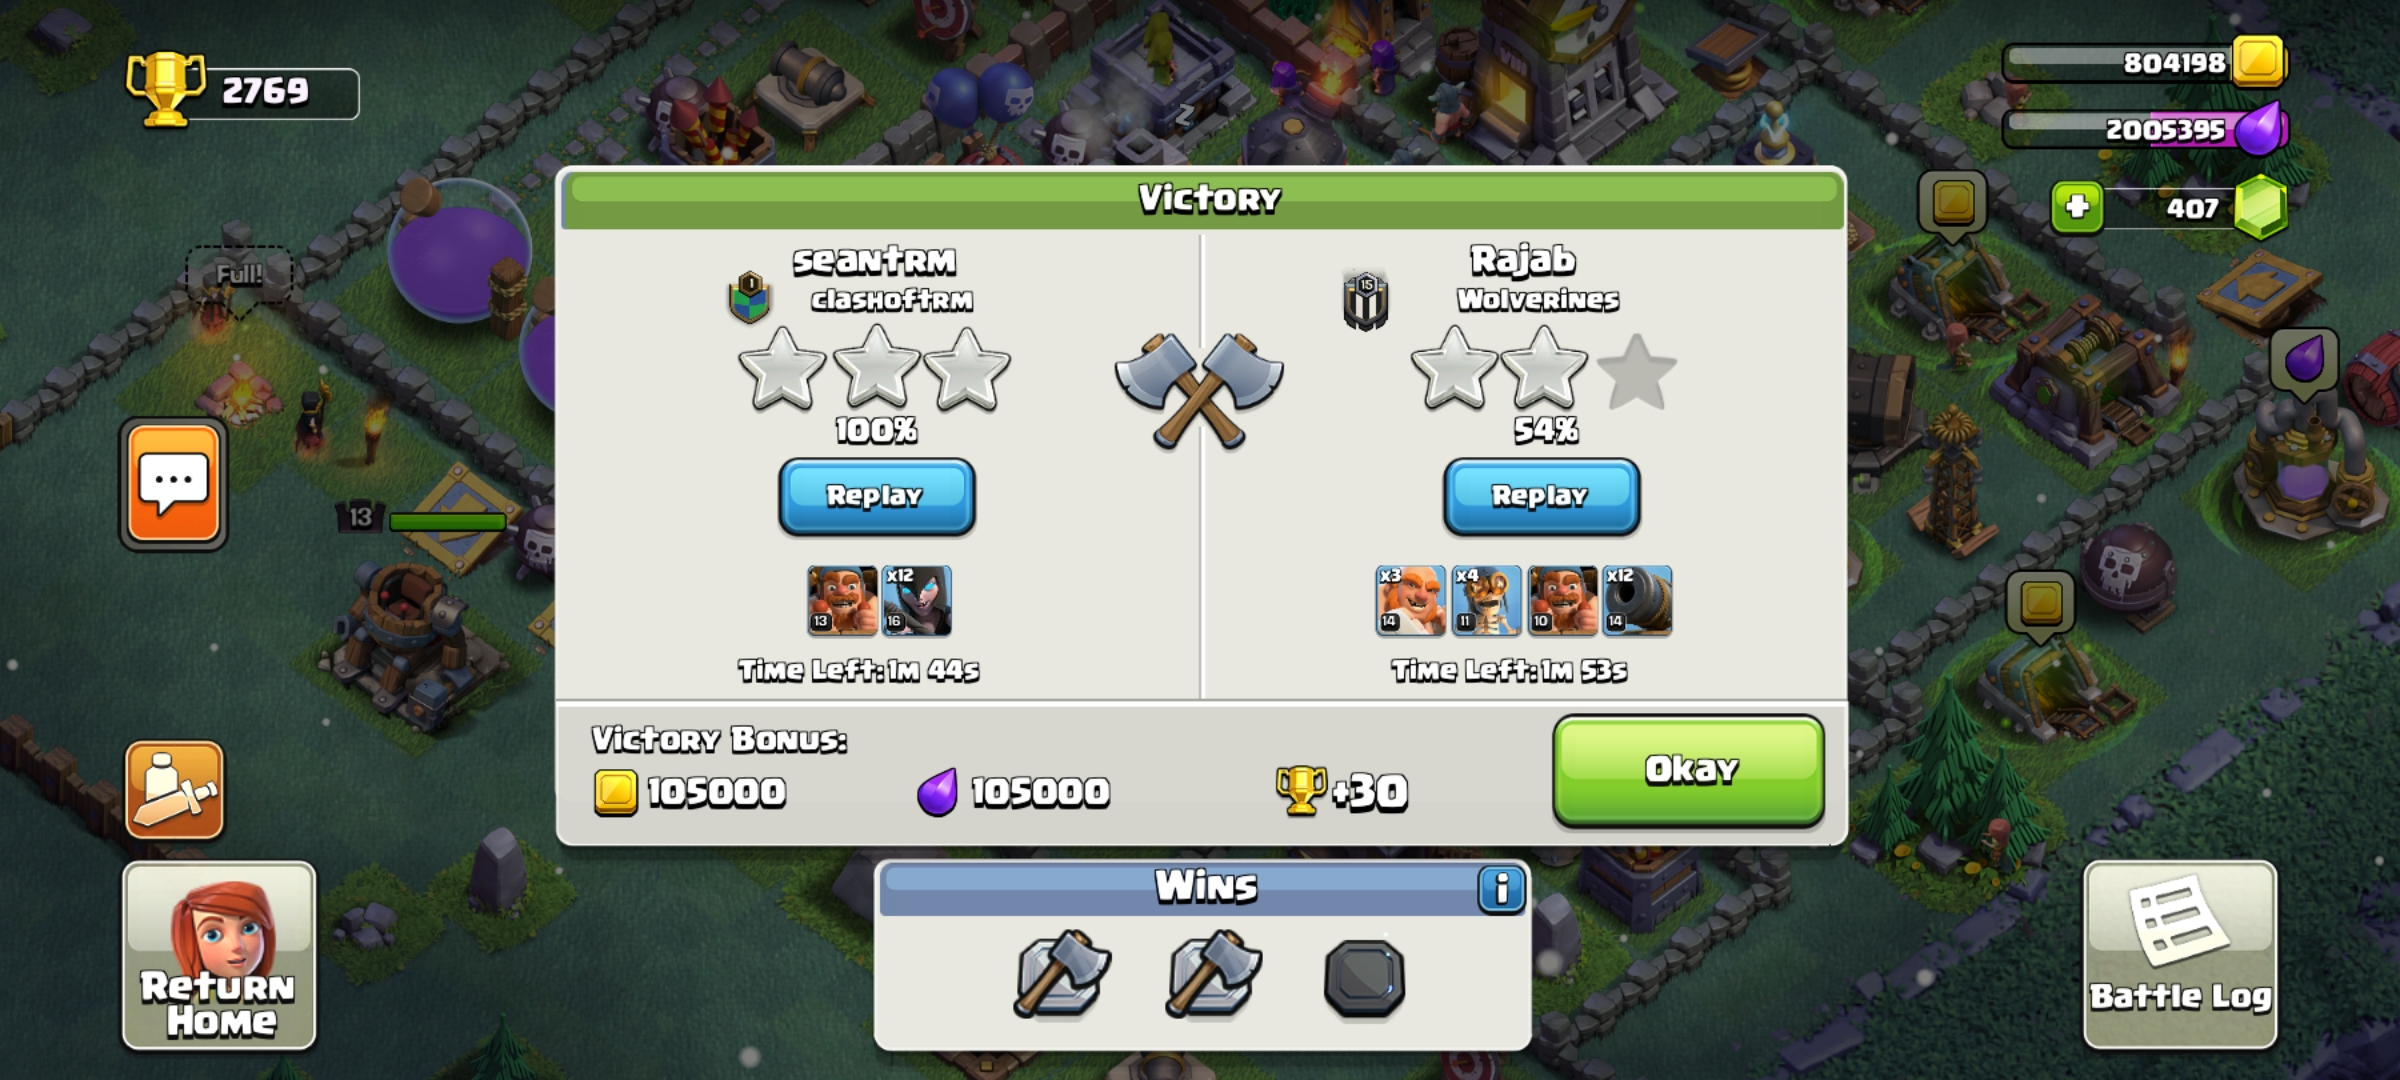 2769
804198
2005395
407
Full!
13
Victory
seantrm
clashoftrm
1
100%
Replay
13
x12
16
Time Left: 1m 44s
Rajab
Wolverines
15
54%
Replay
x3
14
x4
11
10
x12
14
Time Left: 1m 53s
Victory Bonus:
105000
105000
+30
Okay
Wins
i
Return
Home
Battle Log
z